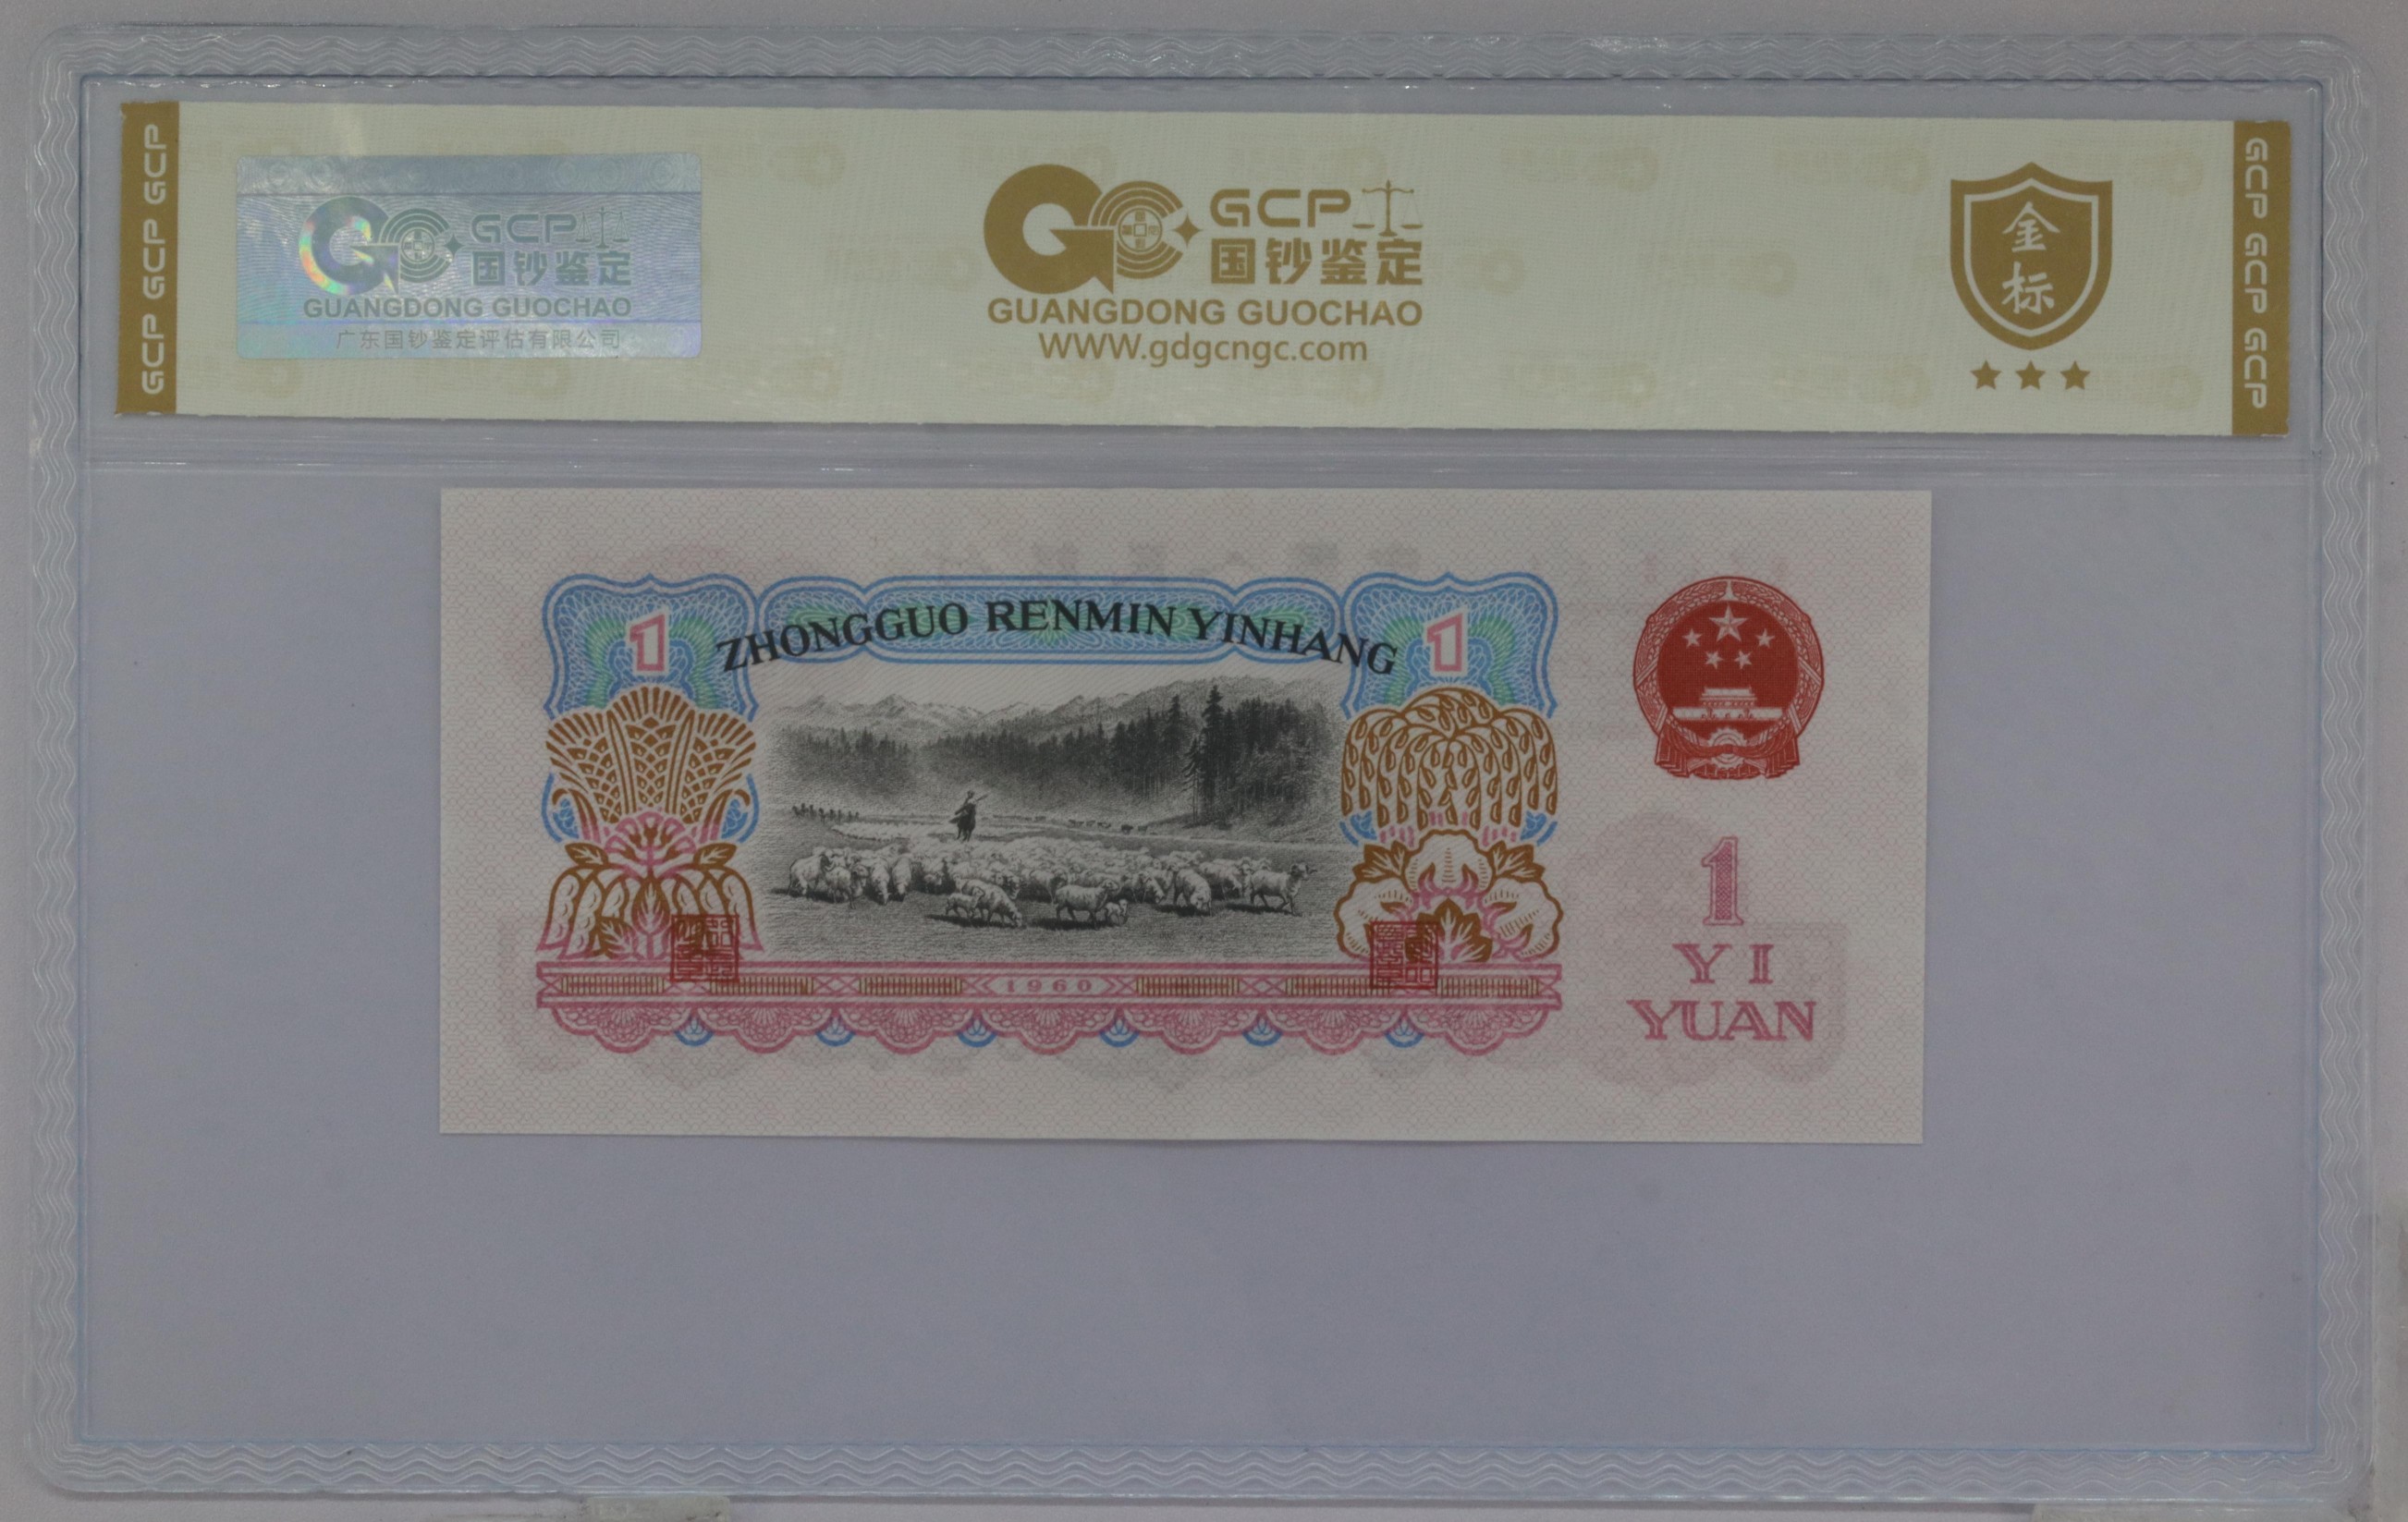 GCP GCP GCP
GCP
国钞鉴定
GUANGDONG GUOCHAO
广东国钞鉴定评估有限公司
GCP
国钞鉴定
GUANGDONG GUOCHAO
WWW.gdgcngc.com
金
标
GCP GCP GCP
1
ZHONGGUO RENMIN YINHANG
1
1960
1
YI
YUAN